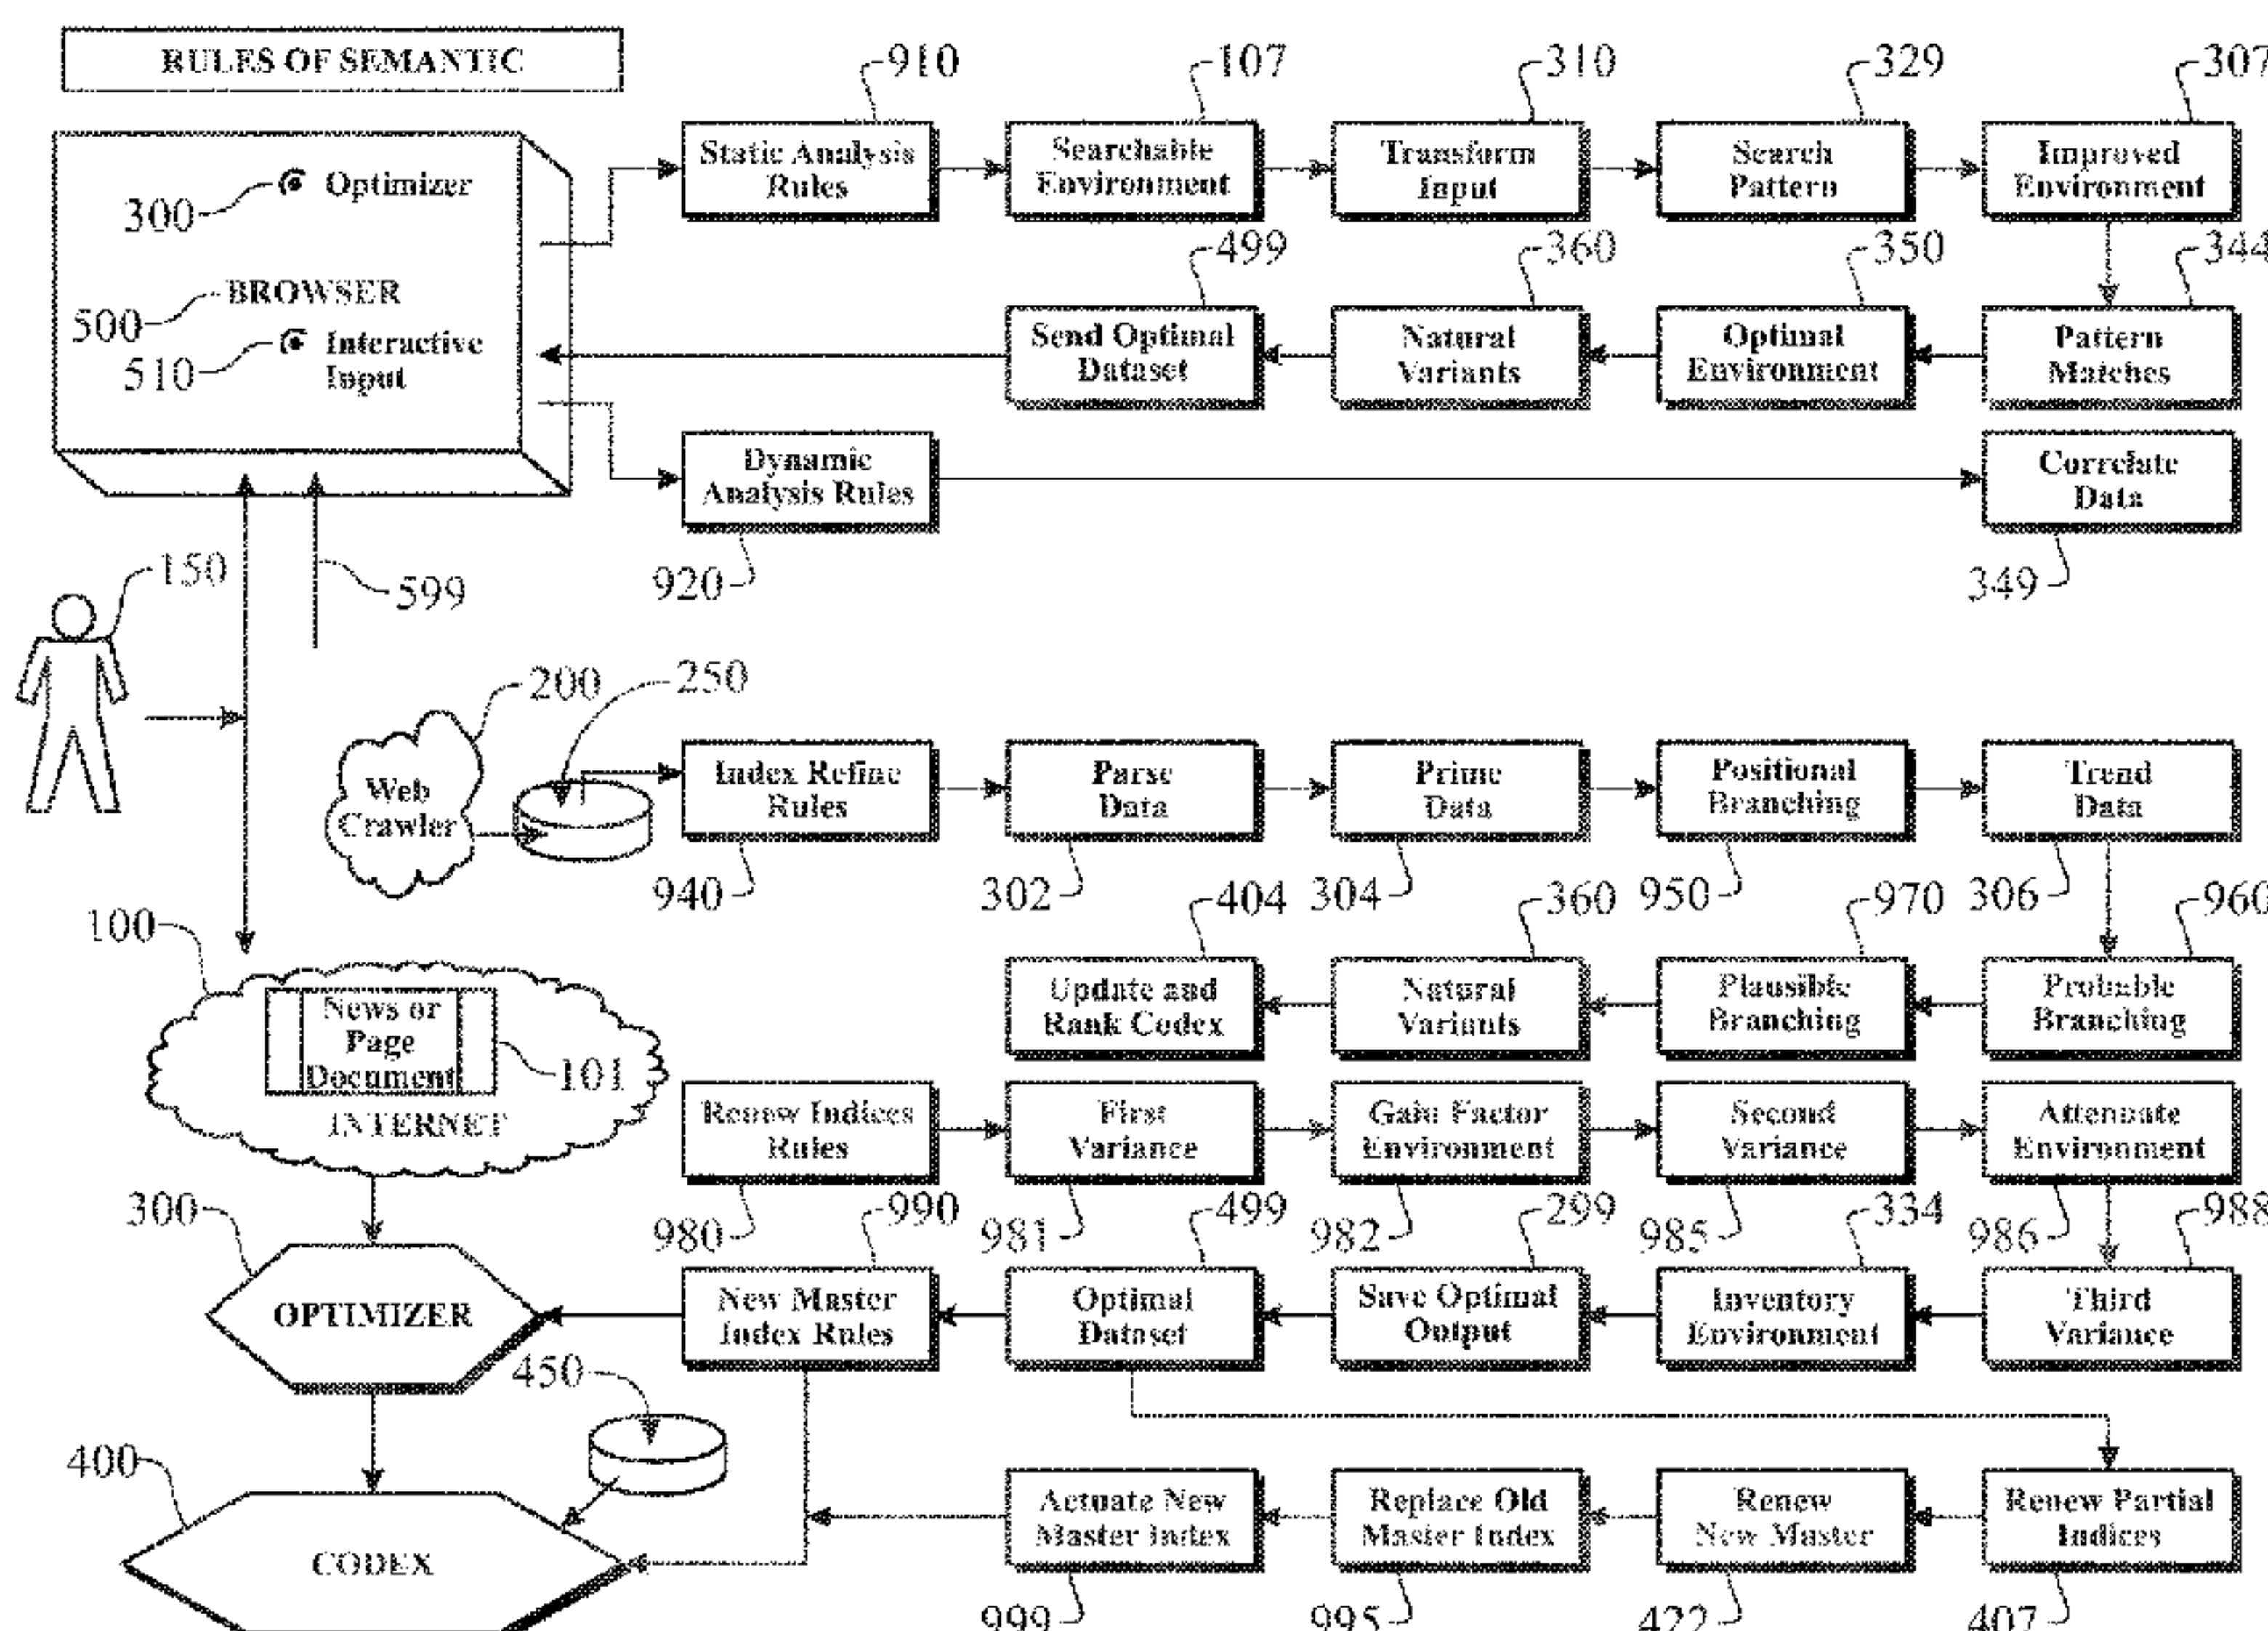 RULES OF SEMANTIC
910
107
310
329
307
Static Analysis
Rules
Searchable
Environment
Transform
Input
Search
Pattern
Improved
Environment
300
Optimizer
499
360
350
344
500
BROWSER
510
Interactive
Input
Send Optimal
Dataset
Natural
Variants
Optimal
Environment
Pattern
Matches
Dynamic
Analysis Rules
Correlate
Data
920
349
150
599
200
250
Web
Crawler
Index Refine
Rules
Parse
Data
Prime
Data
Positional
Branching
Trend
Data
940
302
304
950
306
404
360
970
960
100
Update and
Rank Codex
Natural
Variants
Plausible
Branching
Probable
Branching
News or
Page
Document
101
INTERNET
Renew Indices
Rules
First
Variance
Gain Factor
Environment
Second
Variance
Attenuate
Environment
980
981
982
985
986
300
990
499
299
334
988
OPTIMIZER
New Master
Index Rules
Optimal
Dataset
Save Optimal
Output
Inventory
Environment
Third
Variance
450
400
CODEX
Actuate New
Master Index
Replace Old
Master Index
Renew
New Master
Renew Partial
Indices
999
995
422
407